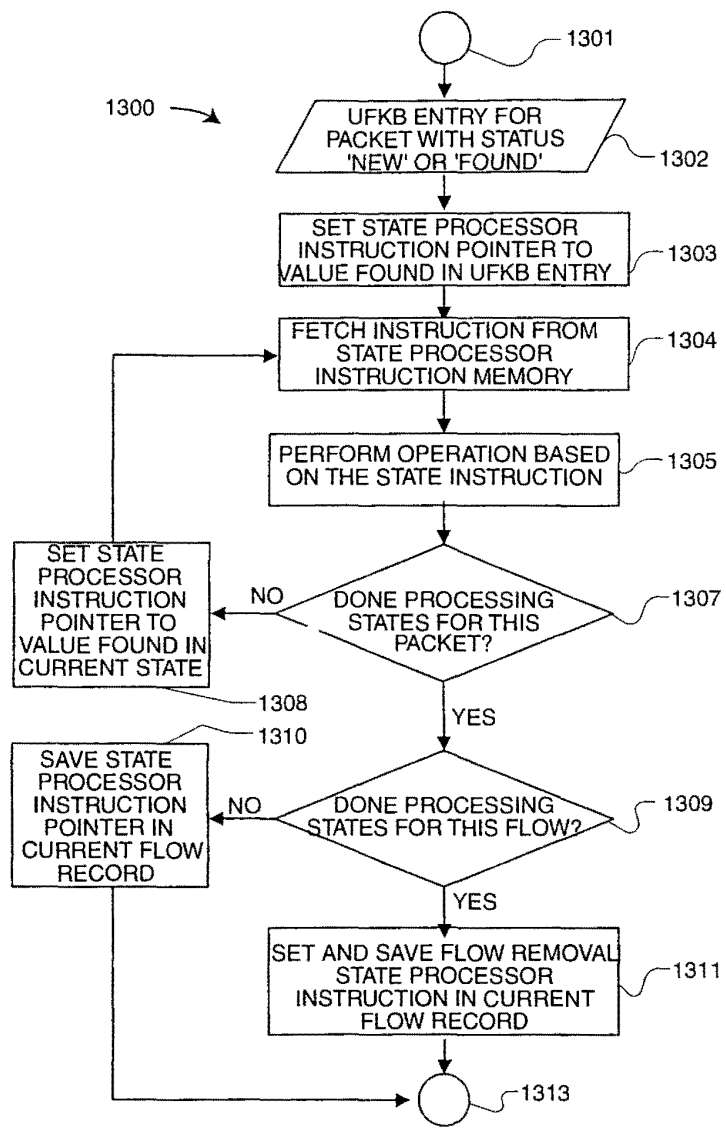 1301
1300
UFKB ENTRY FOR
PACKET WITH STATUS
'NEW' OR 'FOUND'
1302
SET STATE PROCESSOR
INSTRUCTION POINTER TO
VALUE FOUND IN UFKB ENTRY
1303
FETCH INSTRUCTION FROM
STATE PROCESSOR
INSTRUCTION MEMORY
1304
PERFORM OPERATION BASED
ON THE STATE INSTRUCTION
1305
SET STATE
PROCESSOR
INSTRUCTION
POINTER TO
VALUE FOUND IN
CURRENT STATE
NO
DONE PROCESSING
STATES FOR THIS
PACKET?
1307
1308
YES
1310
SAVE STATE
PROCESSOR
INSTRUCTION
POINTER IN
CURRENT FLOW
RECORD
NO
DONE PROCESSING
STATES FOR THIS FLOW?
1309
YES
SET AND SAVE FLOW REMOVAL
STATE PROCESSOR
INSTRUCTION IN CURRENT
FLOW RECORD
1311
1313